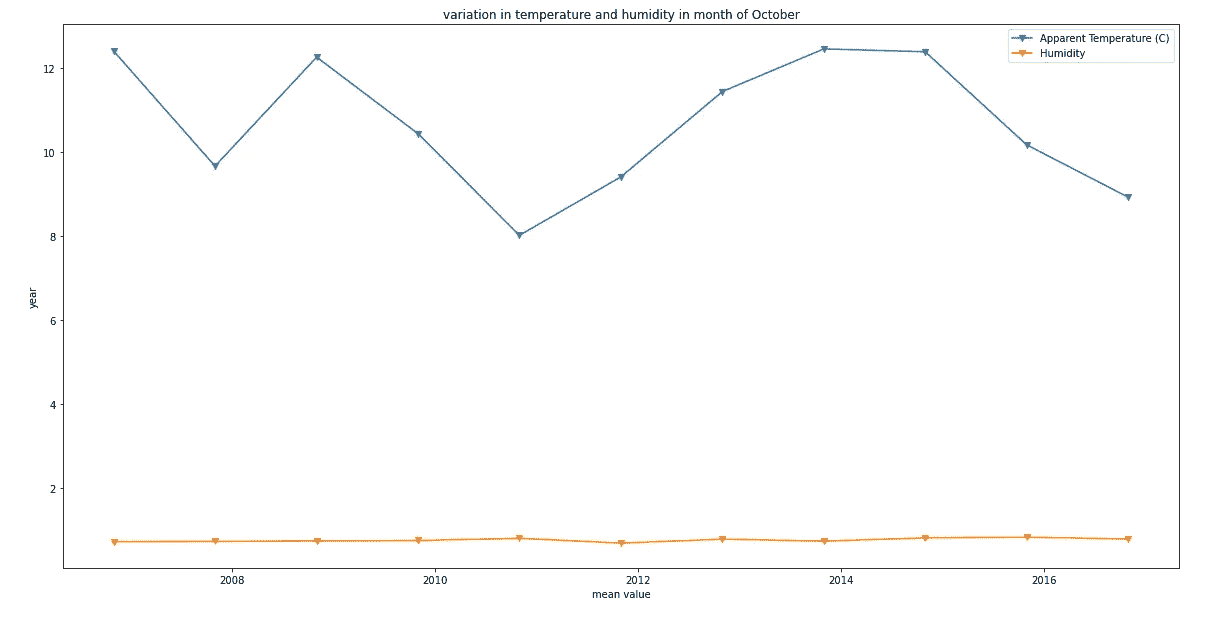 variation in temperature and humidity in month of October
Apparent Temperature (C)
Humidity
12
10
8
6
4
2
year
2008 2010 2012 2014 2016
mean value